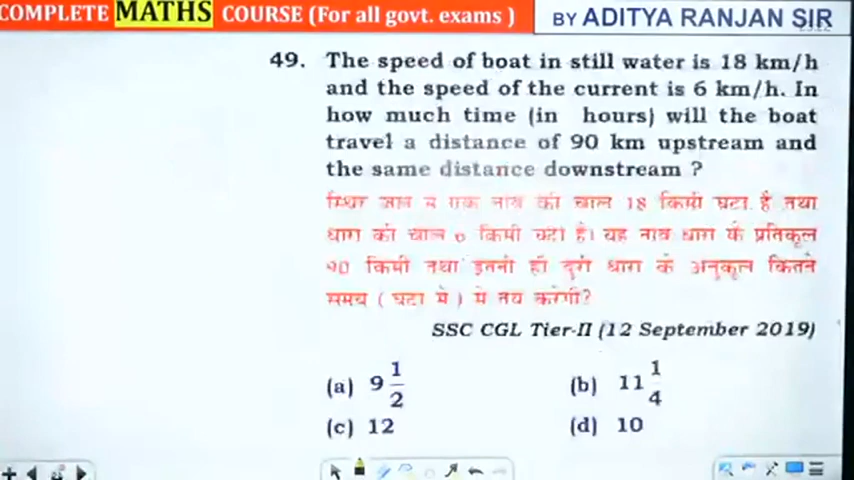 COMPLETE MATHS COURSE (For all govt. exams )
BY ADITYA RANJAN SIR
49. The speed of boat in still water is 18 km/h
and the speed of the current is 6 km/h. In
how much time (in hours) will the boat
travel a distance of 90 km upstream and
the same distance downstream ?
स्थिर जल में एक नाव की चाल 18 किमी घंटा है तथा
धारा की चाल 6 किमी घंटा है। यह नाव धारा के प्रतिकूल
90 किमी तथा इतनी ही दूरी धारा के अनुकूल कितने
समय ( घंटा में ) में तय करेगी?
SSC CGL Tier-II (12 September 2019)
(a) 9 1/2 (b) 11 1/4
(c) 12 (d) 10